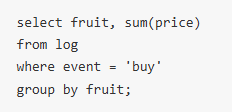 select fruit, sum(price)
from log
where event = 'buy'
group by fruit;